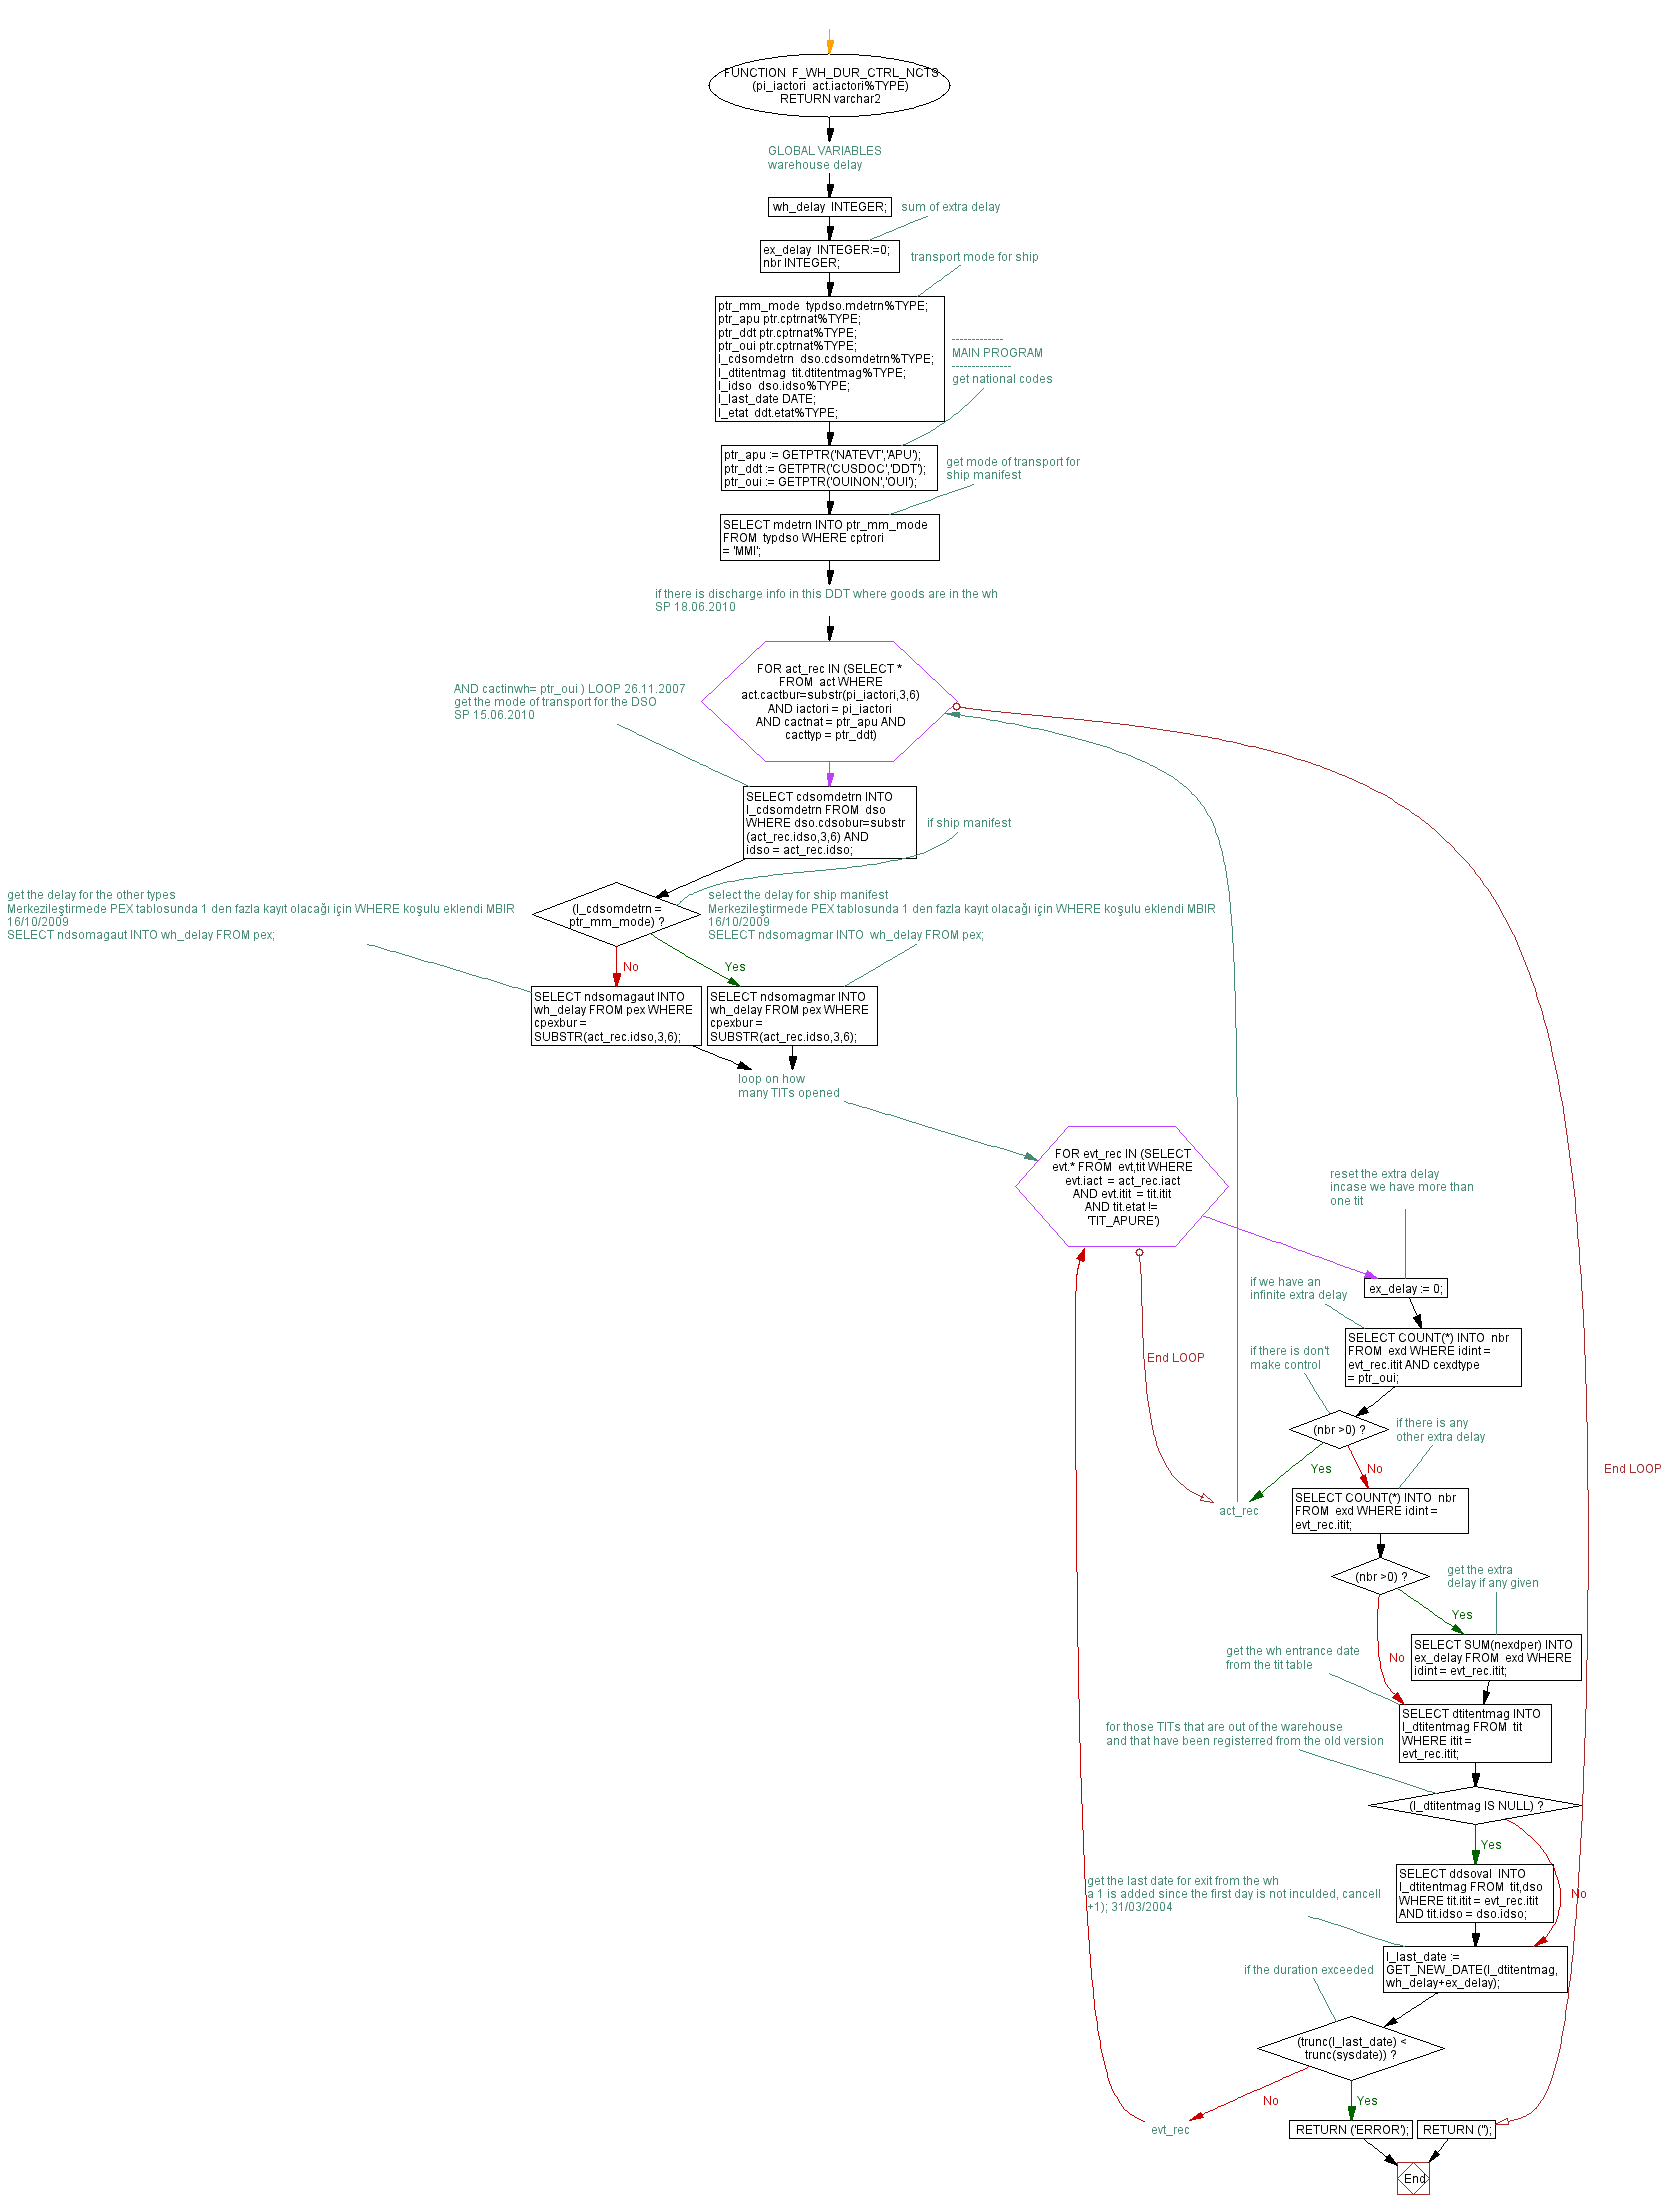 FUNCTION F_WH_DUR_CTRL_NCTS
(pi_iactori act.iactori%TYPE)
RETURN varchar2
GLOBAL VARIABLES
warehouse delay
wh_delay INTEGER;
sum of extra delay
ex_delay INTEGER:=0;
nbr INTEGER;
transport mode for ship
ptr_mm_mode typdso.mdetrn%TYPE;
ptr_apu ptr.cptrnat%TYPE;
ptr_ddt ptr.cptrnat%TYPE;
ptr_oui ptr.cptrnat%TYPE;
l_cdsomdetrn dso.cdsomdetrn%TYPE;
l_dtitentmag tit.dtitentmag%TYPE;
l_idso dso.idso%TYPE;
l_last_date DATE;
l_etat ddt.etat%TYPE;
-------------
MAIN PROGRAM
---------------
get national codes
ptr_apu := GETPTR('NATEVT','APU');
ptr_ddt := GETPTR('CUSDOC','DDT');
ptr_oui := GETPTR('OUINON','OUI');
get mode of transport for
ship manifest
SELECT mdetrn INTO ptr_mm_mode
FROM typdso WHERE cptrori
= 'MMI';
if there is discharge info in this DDT where goods are in the wh
SP 18.06.2010
FOR act_rec IN (SELECT *
FROM act WHERE
act.cactbur=substr(pi_iactori,3,6)
AND iactori = pi_iactori
AND cactnat = ptr_apu AND
cacttyp = ptr_ddt)
AND cactinwh= ptr_oui ) LOOP 26.11.2007
get the mode of transport for the DSO
SP 15.06.2010
SELECT cdsomdetrn INTO
l_cdsomdetrn FROM dso
WHERE dso.cdsobur=substr
(act_rec.idso,3,6) AND
idso = act_rec.idso;
if ship manifest
(l_cdsomdetrn =
ptr_mm_mode) ?
get the delay for the other types
Merkezileştirmede PEX tablosunda 1 den fazla kayıt olacağı için WHERE koşulu eklendi MBIR
16/10/2009
SELECT ndsomagaut INTO wh_delay FROM pex;
select the delay for ship manifest
Merkezileştirmede PEX tablosunda 1 den fazla kayıt olacağı için WHERE koşulu eklendi MBIR
16/10/2009
SELECT ndsomagmar INTO wh_delay FROM pex;
No
Yes
SELECT ndsomagaut INTO
wh_delay FROM pex WHERE
cpexbur =
SUBSTR(act_rec.idso,3,6);
SELECT ndsomagmar INTO
wh_delay FROM pex WHERE
cpexbur =
SUBSTR(act_rec.idso,3,6);
loop on how
many TITs opened
FOR evt_rec IN (SELECT
evt.* FROM evt,tit WHERE
evt.iact = act_rec.iact
AND evt.itit = tit.itit
AND tit.etat !=
'TIT_APURE')
reset the extra delay
incase we have more than
one tit
ex_delay := 0;
if we have an
infinite extra delay
SELECT COUNT(*) INTO nbr
FROM exd WHERE idint =
evt_rec.itit AND cexdtype
= ptr_oui;
if there is don't
make control
End LOOP
(nbr >0) ?
if there is any
other extra delay
Yes
No
End LOOP
act_rec
SELECT COUNT(*) INTO nbr
FROM exd WHERE idint =
evt_rec.itit;
(nbr >0) ?
get the extra
delay if any given
Yes
No
SELECT SUM(nexdper) INTO
ex_delay FROM exd WHERE
idint = evt_rec.itit;
get the wh entrance date
from the tit table
SELECT dtitentmag INTO
l_dtitentmag FROM tit
WHERE itit =
evt_rec.itit;
for those TITs that are out of the warehouse
and that have been registerred from the old version
(l_dtitentmag IS NULL) ?
Yes
No
SELECT ddsoval INTO
l_dtitentmag FROM tit,dso
WHERE tit.itit = evt_rec.itit
AND tit.idso = dso.idso;
get the last date for exit from the wh
a 1 is added since the first day is not inculded, cancell
+1); 31/03/2004
l_last_date :=
GET_NEW_DATE(l_dtitentmag,
wh_delay+ex_delay);
if the duration exceeded
(trunc(l_last_date) <
trunc(sysdate)) ?
No
Yes
evt_rec
RETURN ('ERROR');
RETURN ('');
End